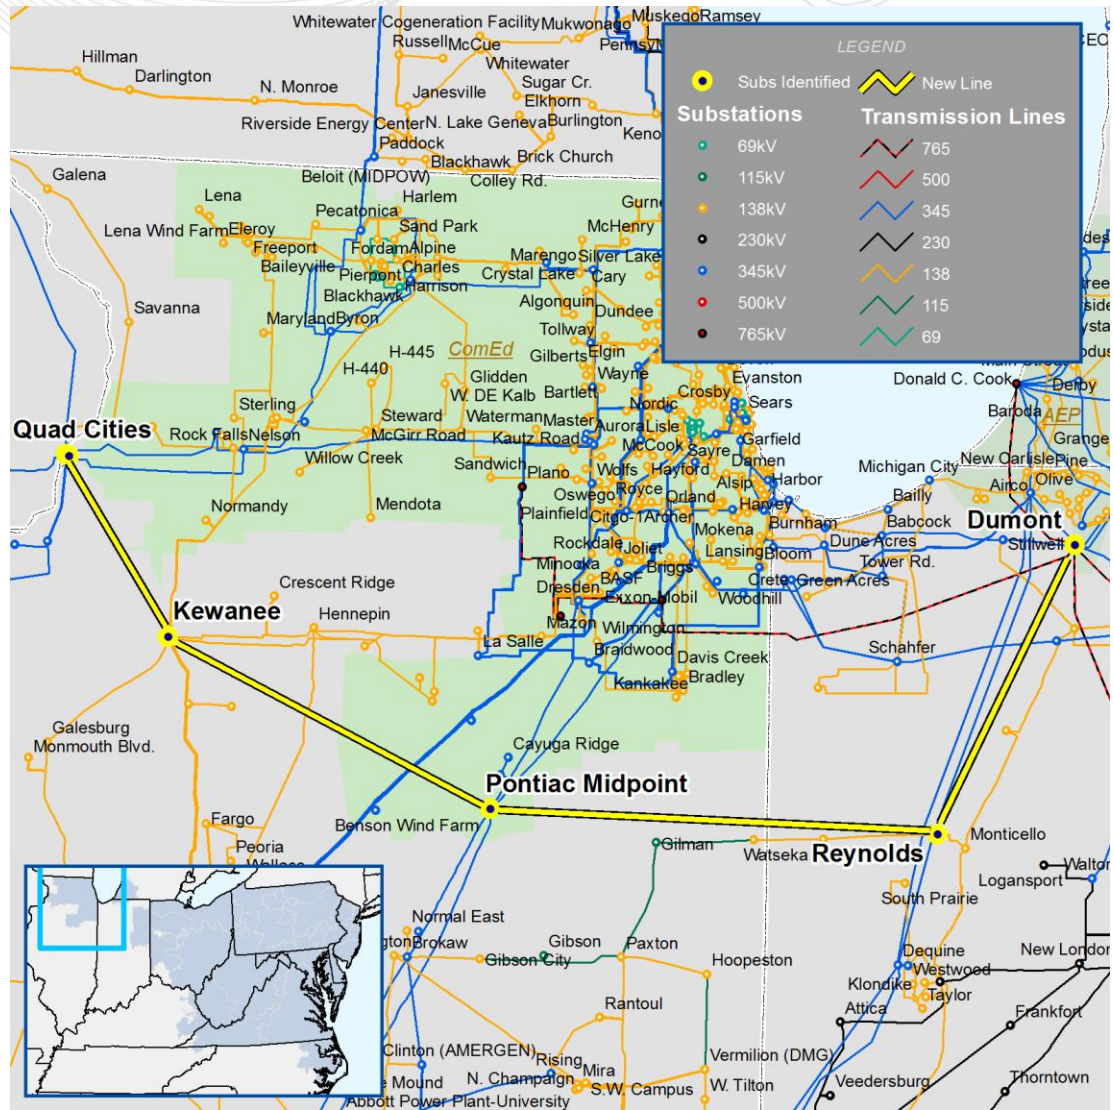 Whitewater Cogeneration Facility
Mukwonago
Muskego
Ramsey
Russell
McCue
Hillman
Whitewater
Darlington
Sugar Cr.
N. Monroe
Janesville
Elkhorn
Riverside Energy Center
N. Lake Geneva
Burlington
Paddock
Blackhawk
Brick Church
Galena
Beloit (MIDPOW)
Colley Rd.
Lena
Harlem
Pecatonica
Sand Park
McHenry
Lena Wind Farm
Eleroy
Freeport
Fordam
Alpine
Marengo
Silver Lake
Baileyville
Pierpont
Charles
Crystal Lake
Cary
Blackhawk
Harrison
Algonquin
Savanna
Maryland
Byron
Dundee
Tollway
H-445
ComEd
Gilberts
Elgin
H-440
Glidden
Wayne
Evanston
W. DE Kalb
Bartlett
Crosby
Sterling
Steward
Waterman
Master
Nordic
Sears
Quad Cities
Rock Falls
Nelson
McGirr Road
Kautz Road
Aurora
Lisle
Garfield
McCook
Sayre
Willow Creek
Sandwich
Plano
Wolfs
Hayford
Damen
Alsip
Harbor
Normandy
Mendota
Oswego
Royce
Orland
Plainfield
Citgo-1
Archer
Harvey
Mokena
Burnham
Rockdale
Joliet
Lansing
Bloom
Minooka
Briggs
Crescent Ridge
Dresden
BASF
Crete
Green Acres
Kewanee
Hennepin
Exxon-Mobil
Woodhill
Mazon
Wilmington
La Salle
Braidwood
Davis Creek
Kankakee
Bradley
Schahfer
Donald C. Cook
Derby
Baroda
AEP
Michigan City
New Carlisle
Pine
Airco
Olive
Bailly
Babcock
Dumont
Dune Acres
Stillwell
Tower Rd.
Galesburg
Monmouth Blvd.
Cayuga Ridge
Pontiac Midpoint
Fargo
Benson Wind Farm
Peoria
Reynolds
Monticello
Gilman
Watseka
Logansport
South Prairie
Normal East
Brokaw
Gibson
Gibson City
Paxton
Dequine
New London
Hoopeston
Westwood
Klondike
Taylor
Rantoul
Attica
Frankfort
Clinton (AMERGEN)
Rising
Mira
Vermilion (DMG)
N. Champaign
S.W. Campus
W. Tilton
Veedersburg
Thorntown
Abbott Power Plant-University
LEGEND
Subs Identified
New Line
Substations
Transmission Lines
69kV
765
115kV
500
138kV
345
230kV
230
345kV
138
500kV
115
765kV
69